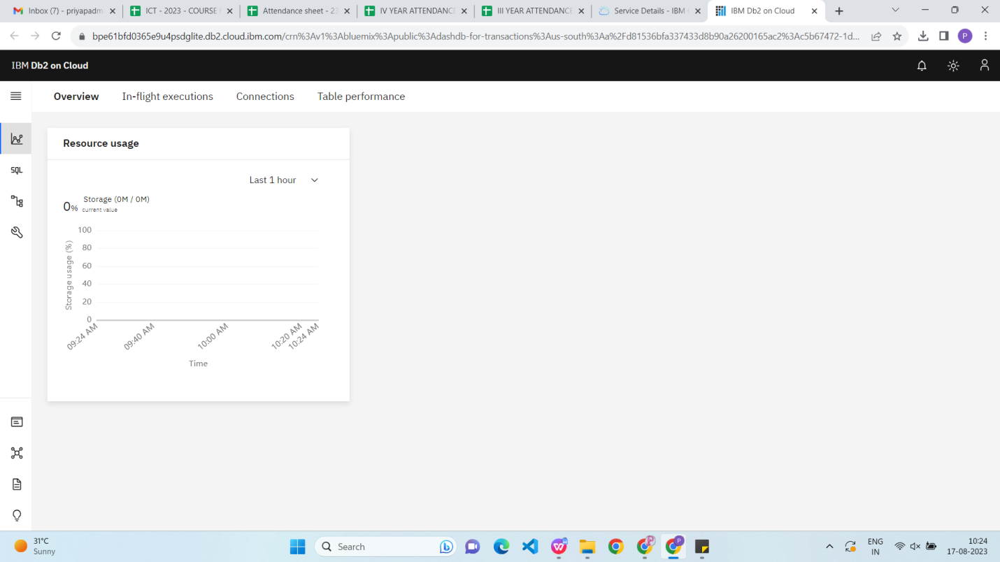 Inbox (7) - priyapadm
ICT - 2023 - COURSE
Attendance sheet - 23
IV YEAR ATTENDANCE
III YEAR ATTENDANCE
Service Details - IBM
IBM Db2 on Cloud
bpe61bfd0365e9u4psdglite.db2.cloud.ibm.com/crn%3Av1%3Abluemix%3Apublic%3Adashdb-for-transactions%3Aus-south%3Aa%2Fd81536bfa337433d8b90a26200165ac2%3Ac5b67472-1d...
P
IBM Db2 on Cloud
Overview
In-flight executions
Connections
Table performance
SQL
Resource usage
Last 1 hour
0%
Storage (0M / 0M)
current value
100
80
60
40
20
0
Storage usage (%)
09:24 AM
09:40 AM
10:00 AM
10:20 AM
10:24 AM
Time
31°C
Sunny
Search
P
P
ENG
IN
10:24
17-08-2023